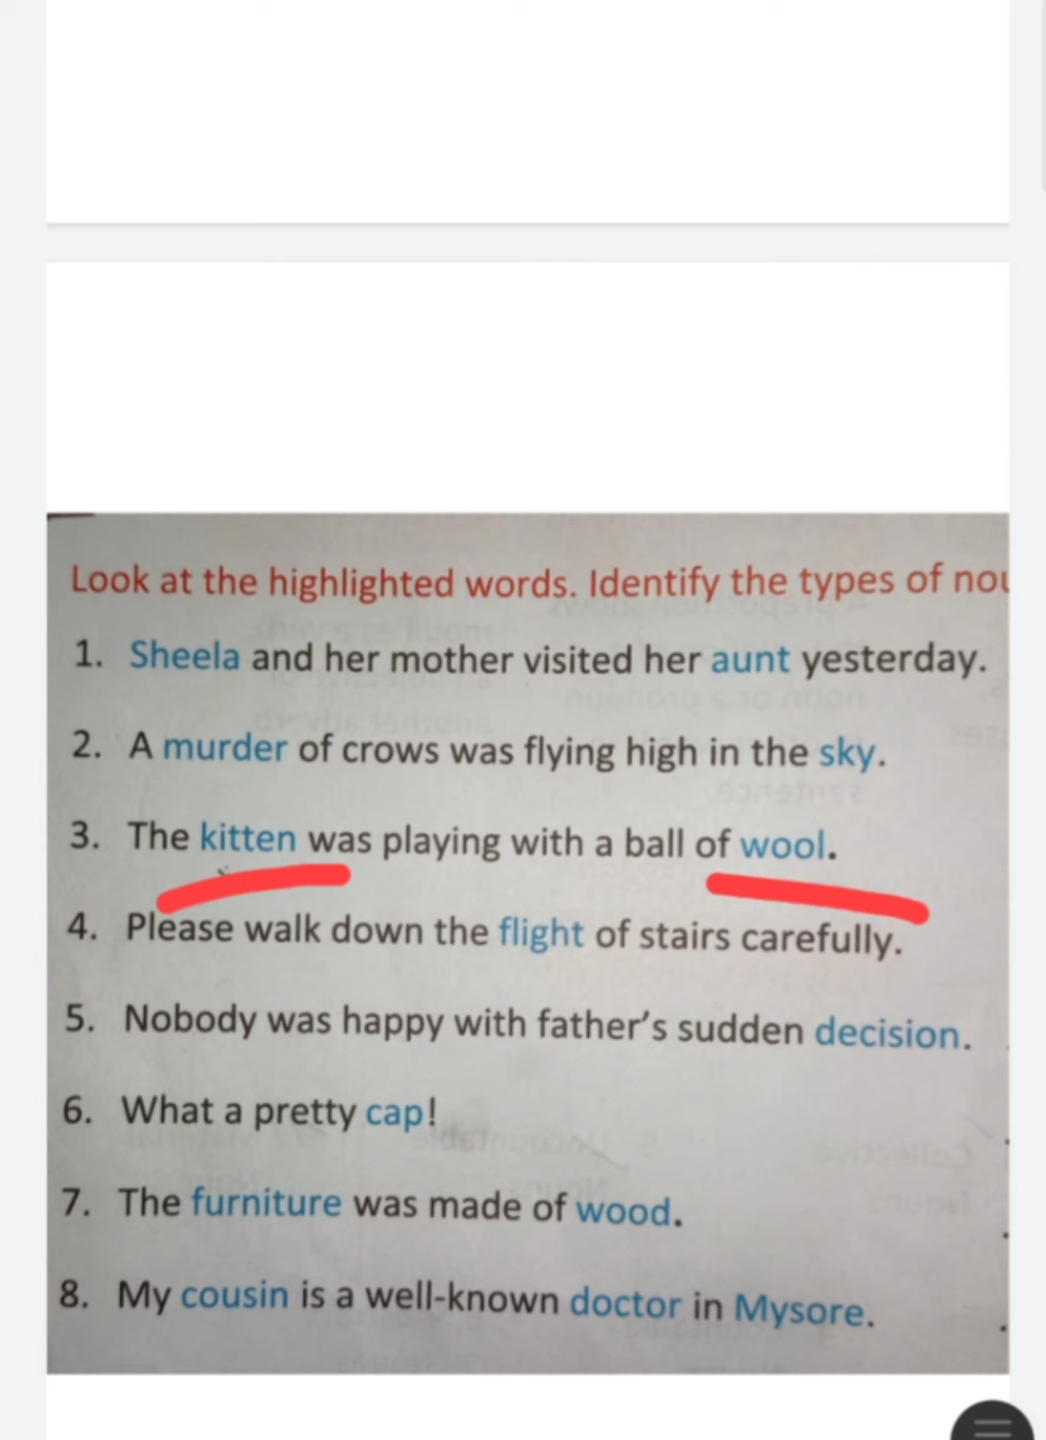 Look at the highlighted words. Identify the types of nou
1. Sheela and her mother visited her aunt yesterday.
2. A murder of crows was flying high in the sky.
3. The kitten was playing with a ball of wool.
4. Please walk down the flight of stairs carefully.
5. Nobody was happy with father's sudden decision.
6. What a pretty cap!
7. The furniture was made of wood.
8. My cousin is a well-known doctor in Mysore.